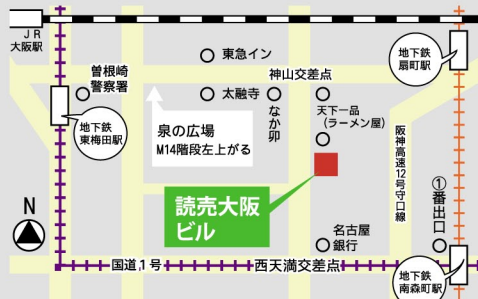 JR
大阪駅
東急イン
地下鉄
扇町駅
曽根崎
警察署
神山交差点
太融寺
なか卯
天下一品
(ラーメン屋)
地下鉄
東梅田駅
泉の広場
M14階段左上がる
阪神高速12号守口線
読売大阪
ビル
①番出口
N
名古屋
銀行
国道1号
西天満交差点
地下鉄
南森町駅